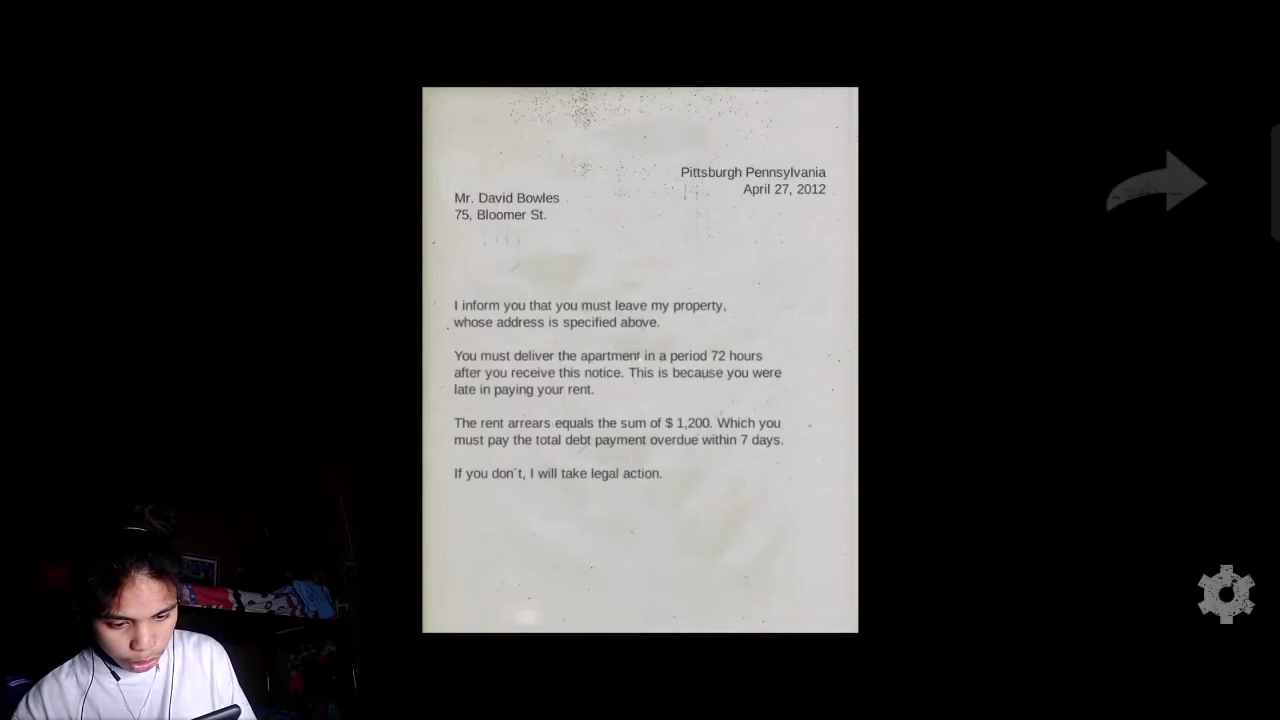 Pittsburgh Pennsylvania
April 27, 2012
Mr. David Bowles
75, Bloomer St.
I inform you that you must leave my property,
whose address is specified above.
You must deliver the apartment in a period 72 hours
after you receive this notice. This is because you were
late in paying your rent.
The rent arrears equals the sum of $ 1,200. Which you
must pay the total debt payment overdue within 7 days.
If you don´t, I will take legal action.